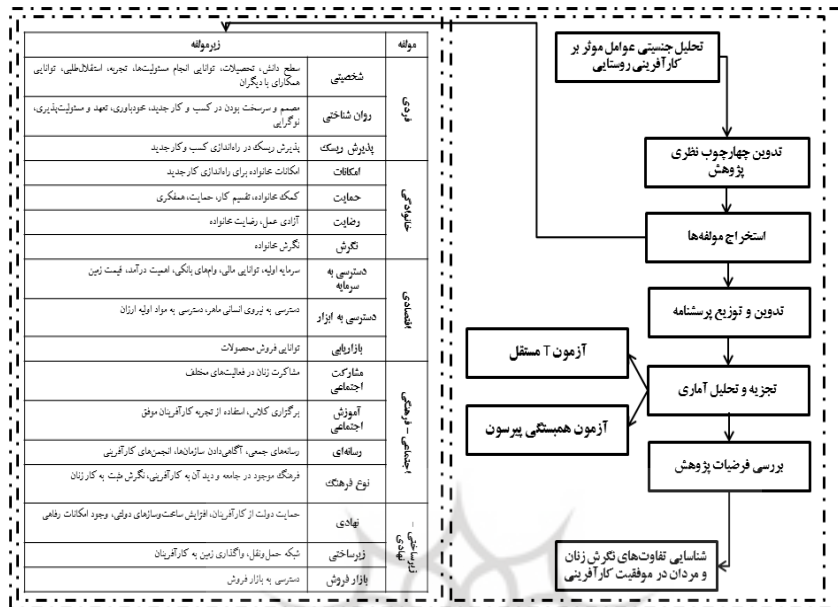 تحلیل جنسیتی عوامل موثر بر
کارآفرینی روستایی
تدوین چهارچوب نظری
پژوهش
استخراج مولفه‌ها
تدوین و توزیع پرسشنامه
تجزیه و تحلیل آماری
آزمون T مستقل
آزمون همبستگی پیرسون
بررسی فرضیات پژوهش
شناسایی تفاوت‌های نگرش زنان
و مردان در موفقیت کارآفرینی
مولفه
زیرمولفه
فردی
شخصیتی
سطح دانش، تحصیلات، توانایی انجام مسئولیت‌ها، تجربه، استقلال‌طلبی، توانایی
همکارای با دیگران
روان شناختی
مصمم و سرسخت بودن در کسب و کار جدید، خودباوری، تعهد و مسئولیت‌پذیری،
نوگرایی
پذیرش ریسک
پذیرش ریسک در راه‌اندازی کسب وکارجدید
خانوادگی
امکانات
امکانات خانواده برای راه‌اندازی کار جدید
حمایت
کمک خانواده، تقسیم کار، حمایت، همفکری
رضایت
آزادی عمل، رضایت خانواده
نگرش
نگرش خانواده
اقتصادی
دسترسی به
سرمایه
سرمایه اولیه، توانایی مالی، وام‌های بانکی، اهمیت درآمد، قیمت زمین
دسترسی به ابزار
دسترسی به نیروی انسانی ماهر، دسترسی به مواد اولیه ارزان
بازاریابی
توانایی فروش محصولات
اجتماعی – فرهنگی
مشارکت
اجتماعی
مشاکرت زنان در فعالیت‌های مختلف
آموزش
اجتماعی
برگزاری کلاس، استفاده از تجربه کارآفرینان موفق
رسانه‌ای
رسانه‌های جمعی، آگاهی‌دادن سازمان‌ها، انجمن‌های کارآفرینی
نوع فرهنگ
فرهنگ موجود در جامعه و دید آن به کارآفرینی، نگرش مثبت به کار زنان
زیرساختی –
نهادی
نهادی
حمایت دولت از کارآفرینان، افزایش ساخت‌وسازهای دولتی، وجود امکانات رفاهی
زیرساختی
شبکه حمل‌ونقل، واگذاری زمین به کارآفرینان
بازار فروش
دسترسی به بازار فروش